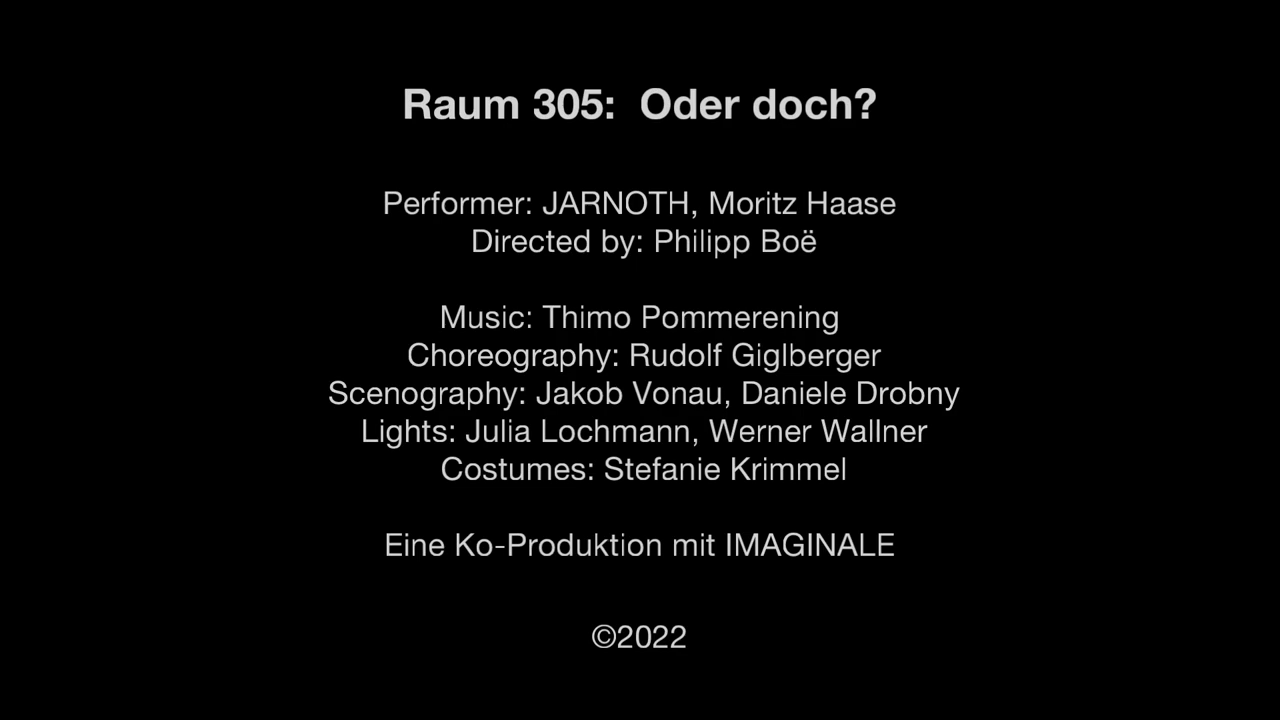 Raum 305:  Oder doch?
Performer: JARNOTH, Moritz Haase
Directed by: Philipp Boë
Music: Thimo Pommerening
Choreography: Rudolf Giglberger
Scenography: Jakob Vonau, Daniele Drobny
Lights: Julia Lochmann, Werner Wallner
Costumes: Stefanie Krimmel
Eine Ko-Produktion mit IMAGINALE
©2022